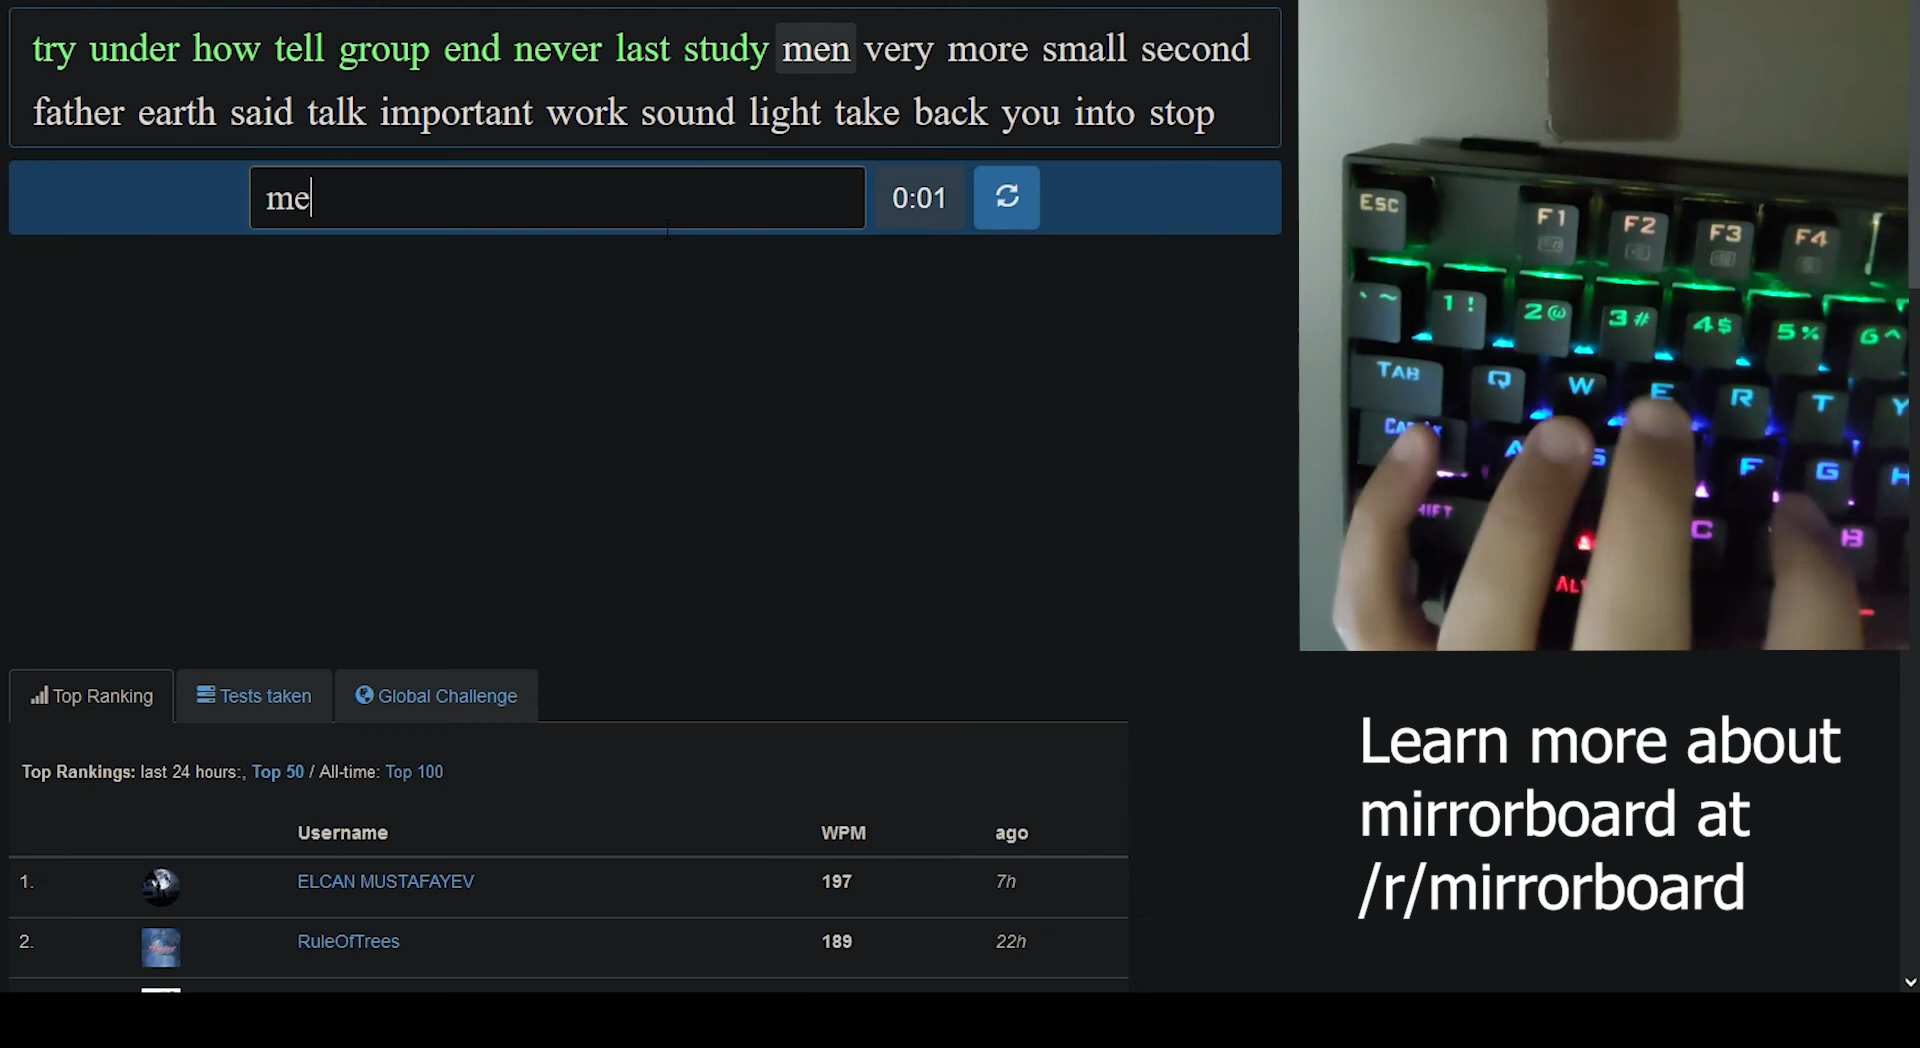 try under how tell group end never last study men very more small second
father earth said talk important work sound light take back you into stop
me
0:01
Top Ranking
Tests taken
Global Challenge
Top Rankings: last 24 hours:, Top 50 / All-time: Top 100
Username WPM ago
1. ELCAN MUSTAFAYEV 197 7h
2. RuleOfTrees 189 22h
Esc F1 F2 F3 F4
` ~ 1 ! 2 @ 3 # 4 $ 5 % 6 ^
TAB Q W E R T Y
A S F G H
C B
Learn more about
mirrorboard at
/r/mirrorboard